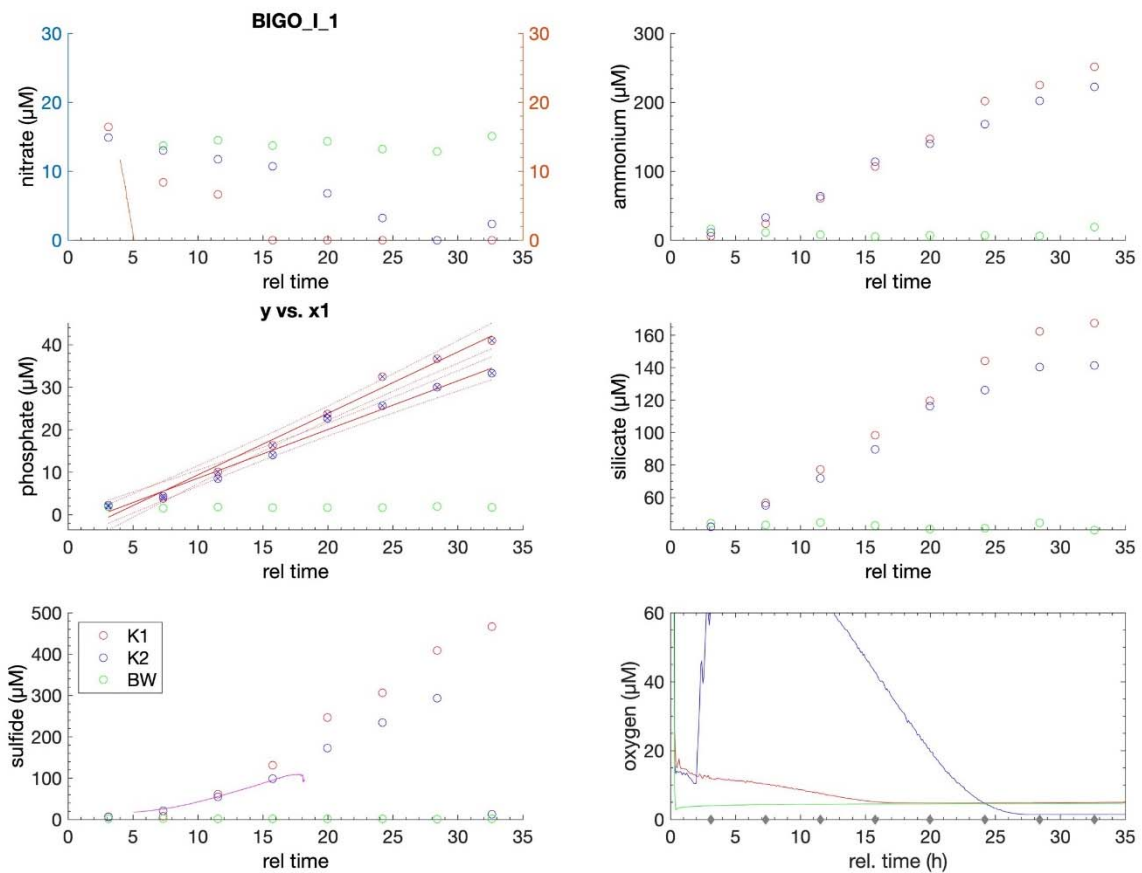 BIGO_I_1
30
20
10
0
nitrate (µM)
30
20
10
0
0 5 10 15 20 25 30 35
rel time
300
200
100
0
ammonium (µM)
0 5 10 15 20 25 30 35
rel time
y vs. x1
40
30
20
10
0
phosphate (µM)
0 5 10 15 20 25 30 35
rel time
160
140
120
100
80
60
silicate (µM)
0 5 10 15 20 25 30 35
rel time
500
400
300
200
100
0
sulfide (µM)
K1
K2
BW
0 5 10 15 20 25 30 35
rel time
60
40
20
0
oxygen (µM)
0 5 10 15 20 25 30 35
rel. time (h)